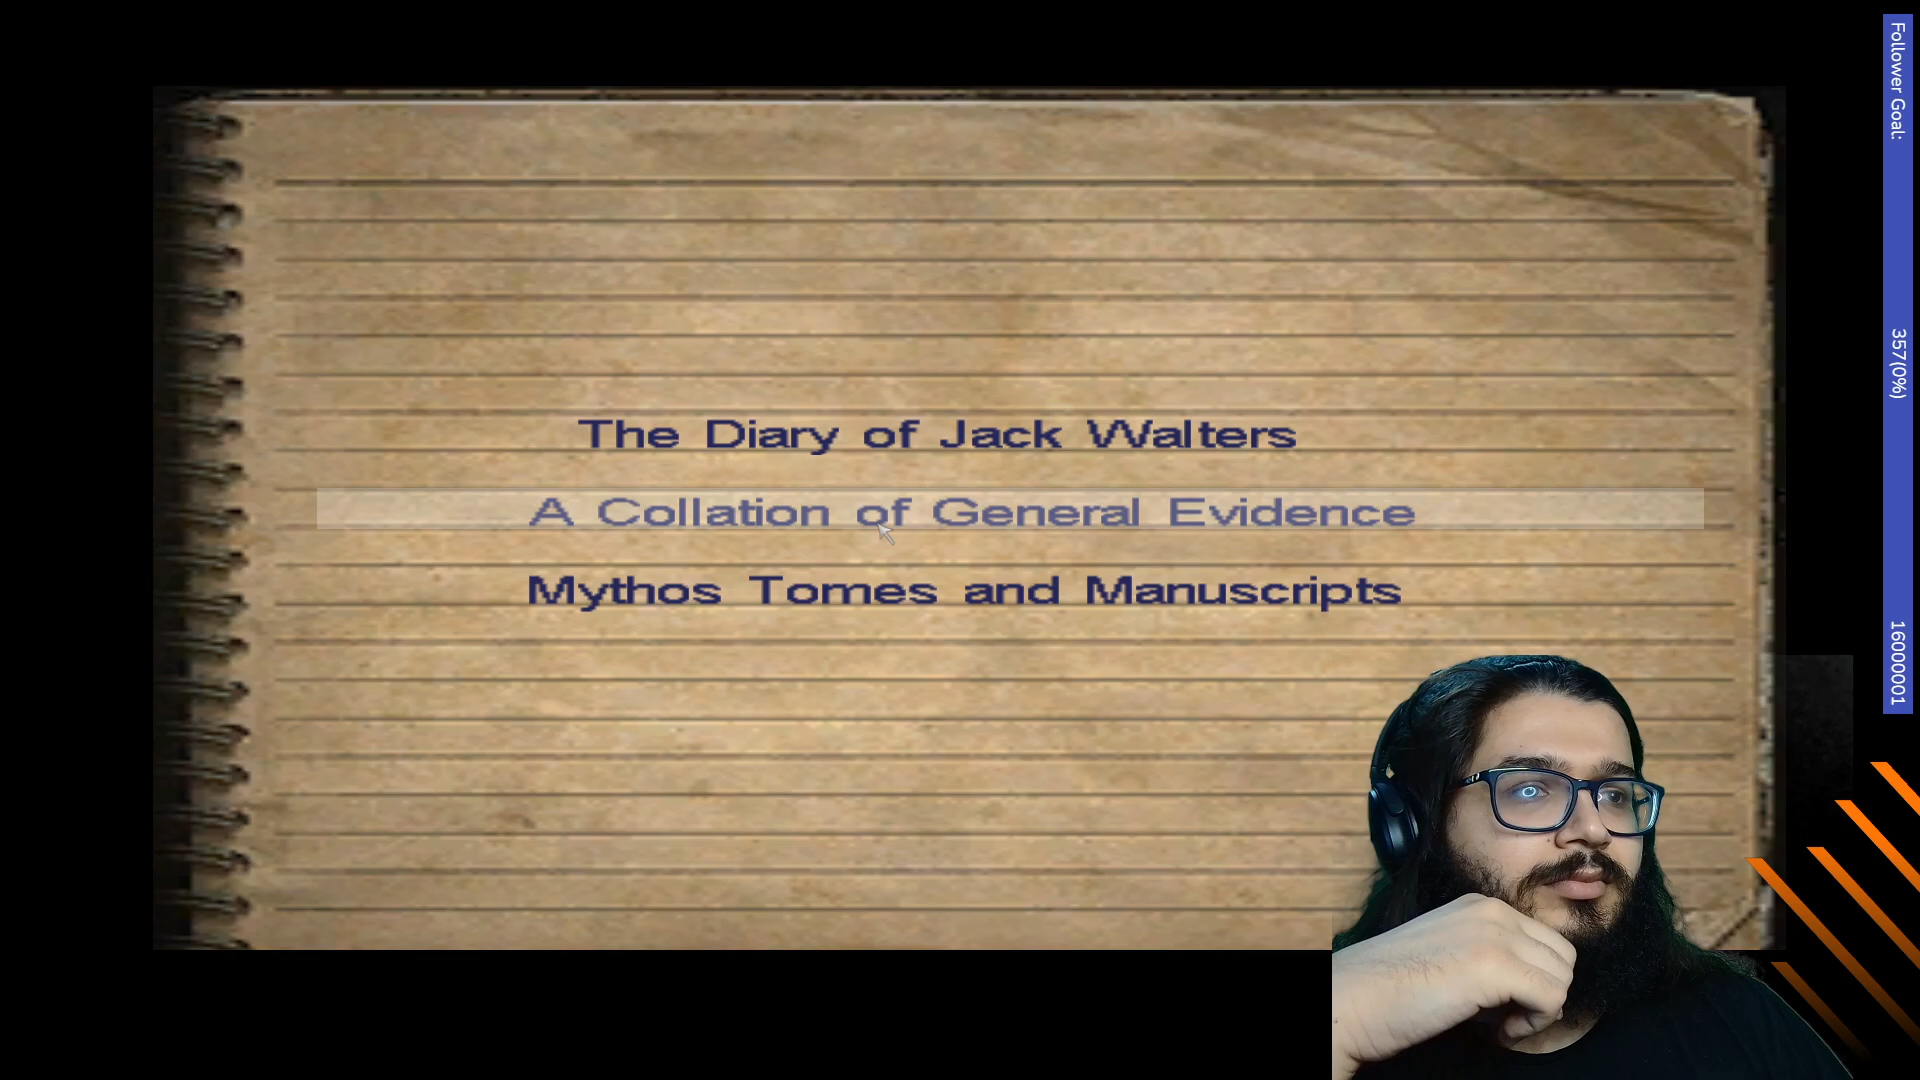 The Diary of Jack Walters
A Collation of General Evidence
Mythos Tomes and Manuscripts
Follower Goal:
357(0%)
16000001